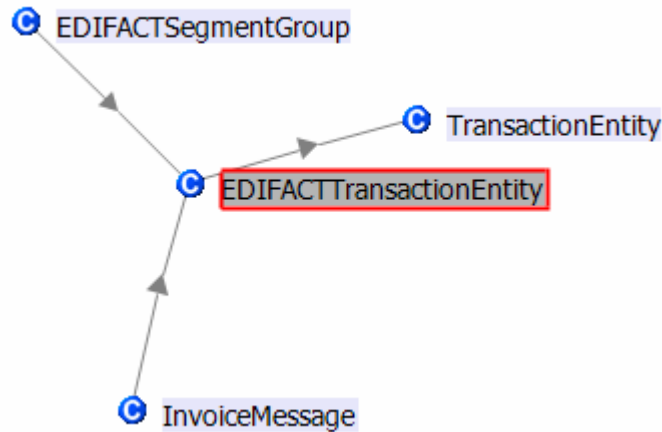 C EDIFACTSegmentGroup
C TransactionEntity
C EDIFACTTransactionEntity
C InvoiceMessage